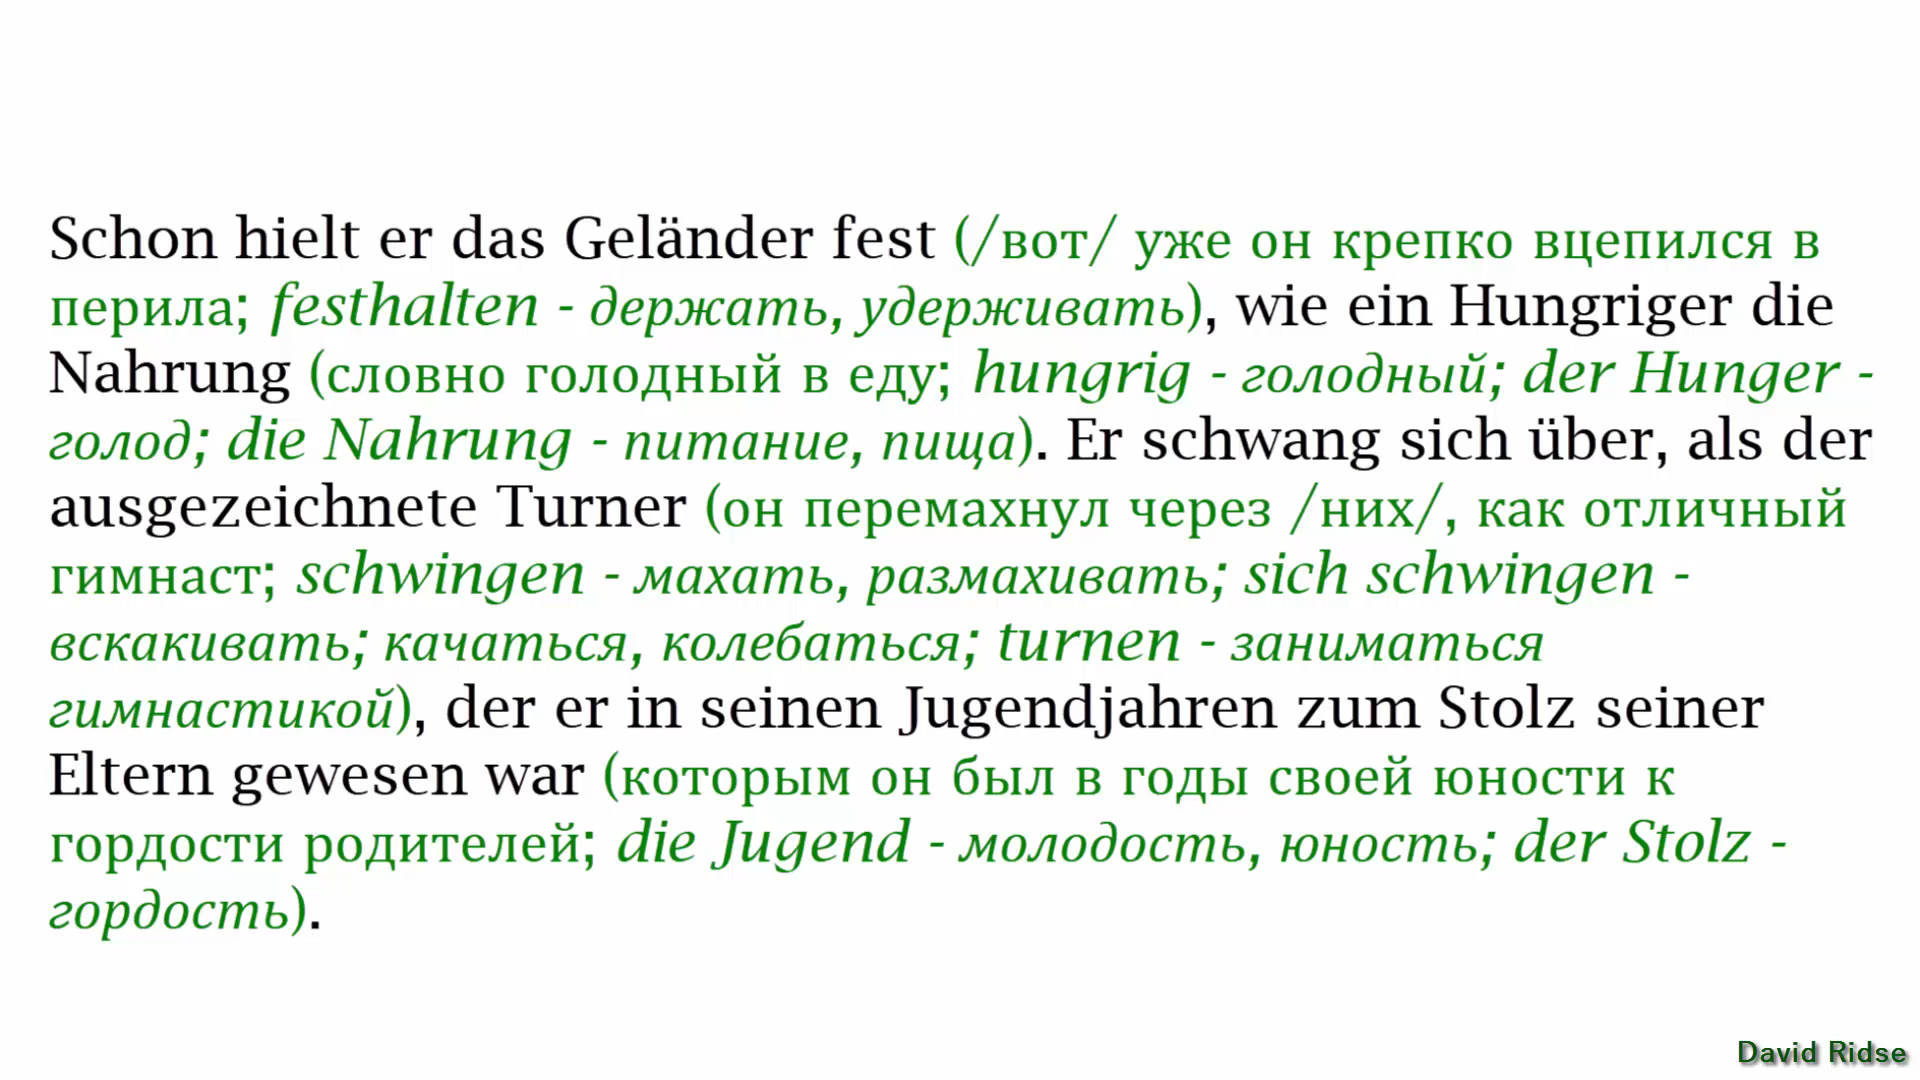 Schon hielt er das Geländer fest (/вот/ уже он крепко вцепился в
перила; festhalten - держать, удерживать), wie ein Hungriger die
Nahrung (словно голодный в еду; hungrig - голодный; der Hunger -
голод; die Nahrung - питание, пища). Er schwang sich über, als der
ausgezeichnete Turner (он перемахнул через /них/, как отличный
гимнаст; schwingen - махать, размахивать; sich schwingen -
вскакивать; качаться, колебаться; turnen - заниматься
гимнастикой), der er in seinen Jugendjahren zum Stolz seiner
Eltern gewesen war (которым он был в годы своей юности к
гордости родителей; die Jugend - молодость, юность; der Stolz -
гордость).
David Ridse